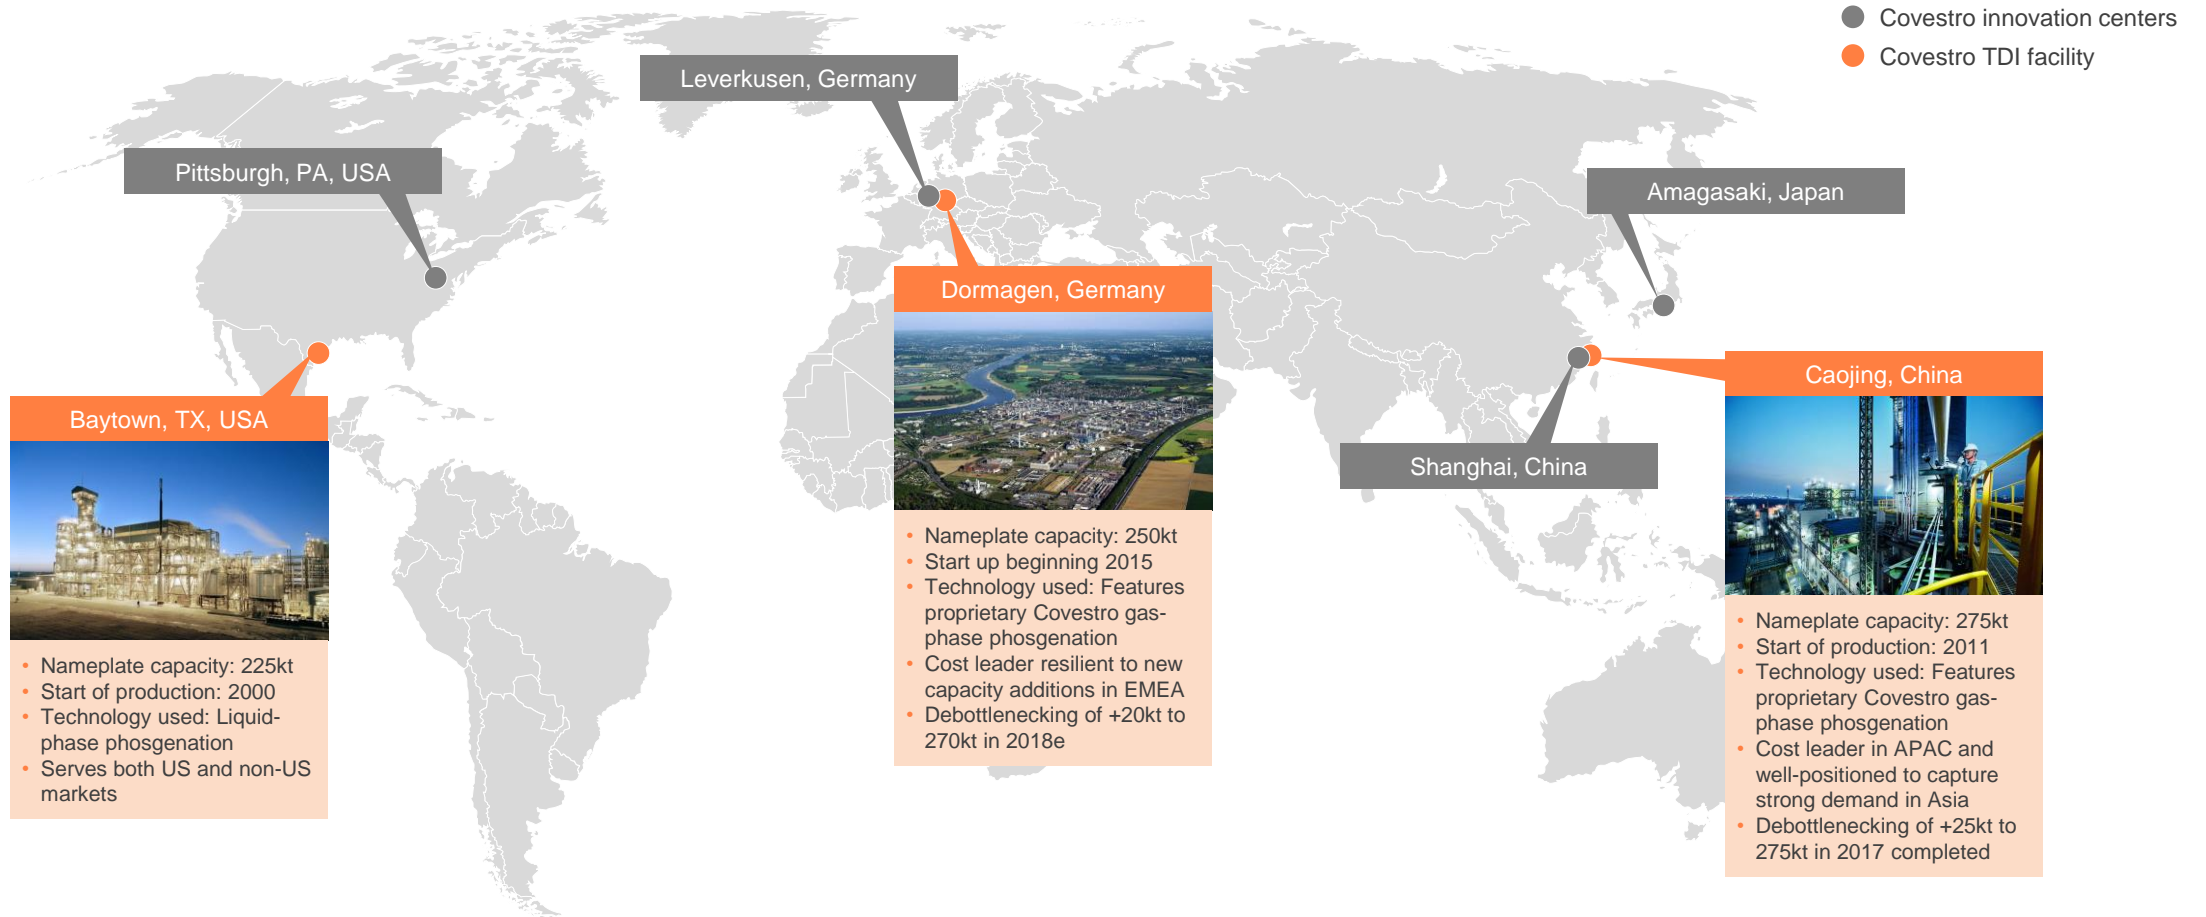 Covestro innovation centers
Covestro TDI facility
Leverkusen, Germany
Pittsburgh, PA, USA
Amagasaki, Japan
Dormagen, Germany
Nameplate capacity: 250kt
Start up beginning 2015
Technology used: Features
proprietary Covestro gas-
phase phosgenation
Cost leader resilient to new
capacity additions in EMEA
Debottlenecking of +20kt to
270kt in 2018e
Baytown, TX, USA
Nameplate capacity: 225kt
Start of production: 2000
Technology used: Liquid-
phase phosgenation
Serves both US and non-US
markets
Shanghai, China
Caojing, China
Nameplate capacity: 275kt
Start of production: 2011
Technology used: Features
proprietary Covestro gas-
phase phosgenation
Cost leader in APAC and
well-positioned to capture
strong demand in Asia
Debottlenecking of +25kt to
275kt in 2017 completed